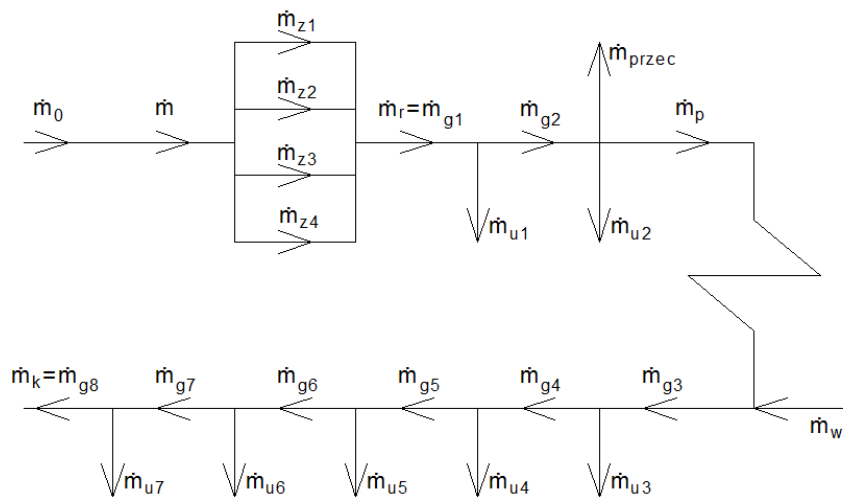 ṁz1
ṁprzec
ṁz2
ṁ0 ṁ ṁr=ṁg1 ṁg2 ṁp
ṁz3
ṁz4
ṁu1 ṁu2
ṁk=ṁg8 ṁg7 ṁg6 ṁg5 ṁg4 ṁg3
ṁw
ṁu7 ṁu6 ṁu5 ṁu4 ṁu3